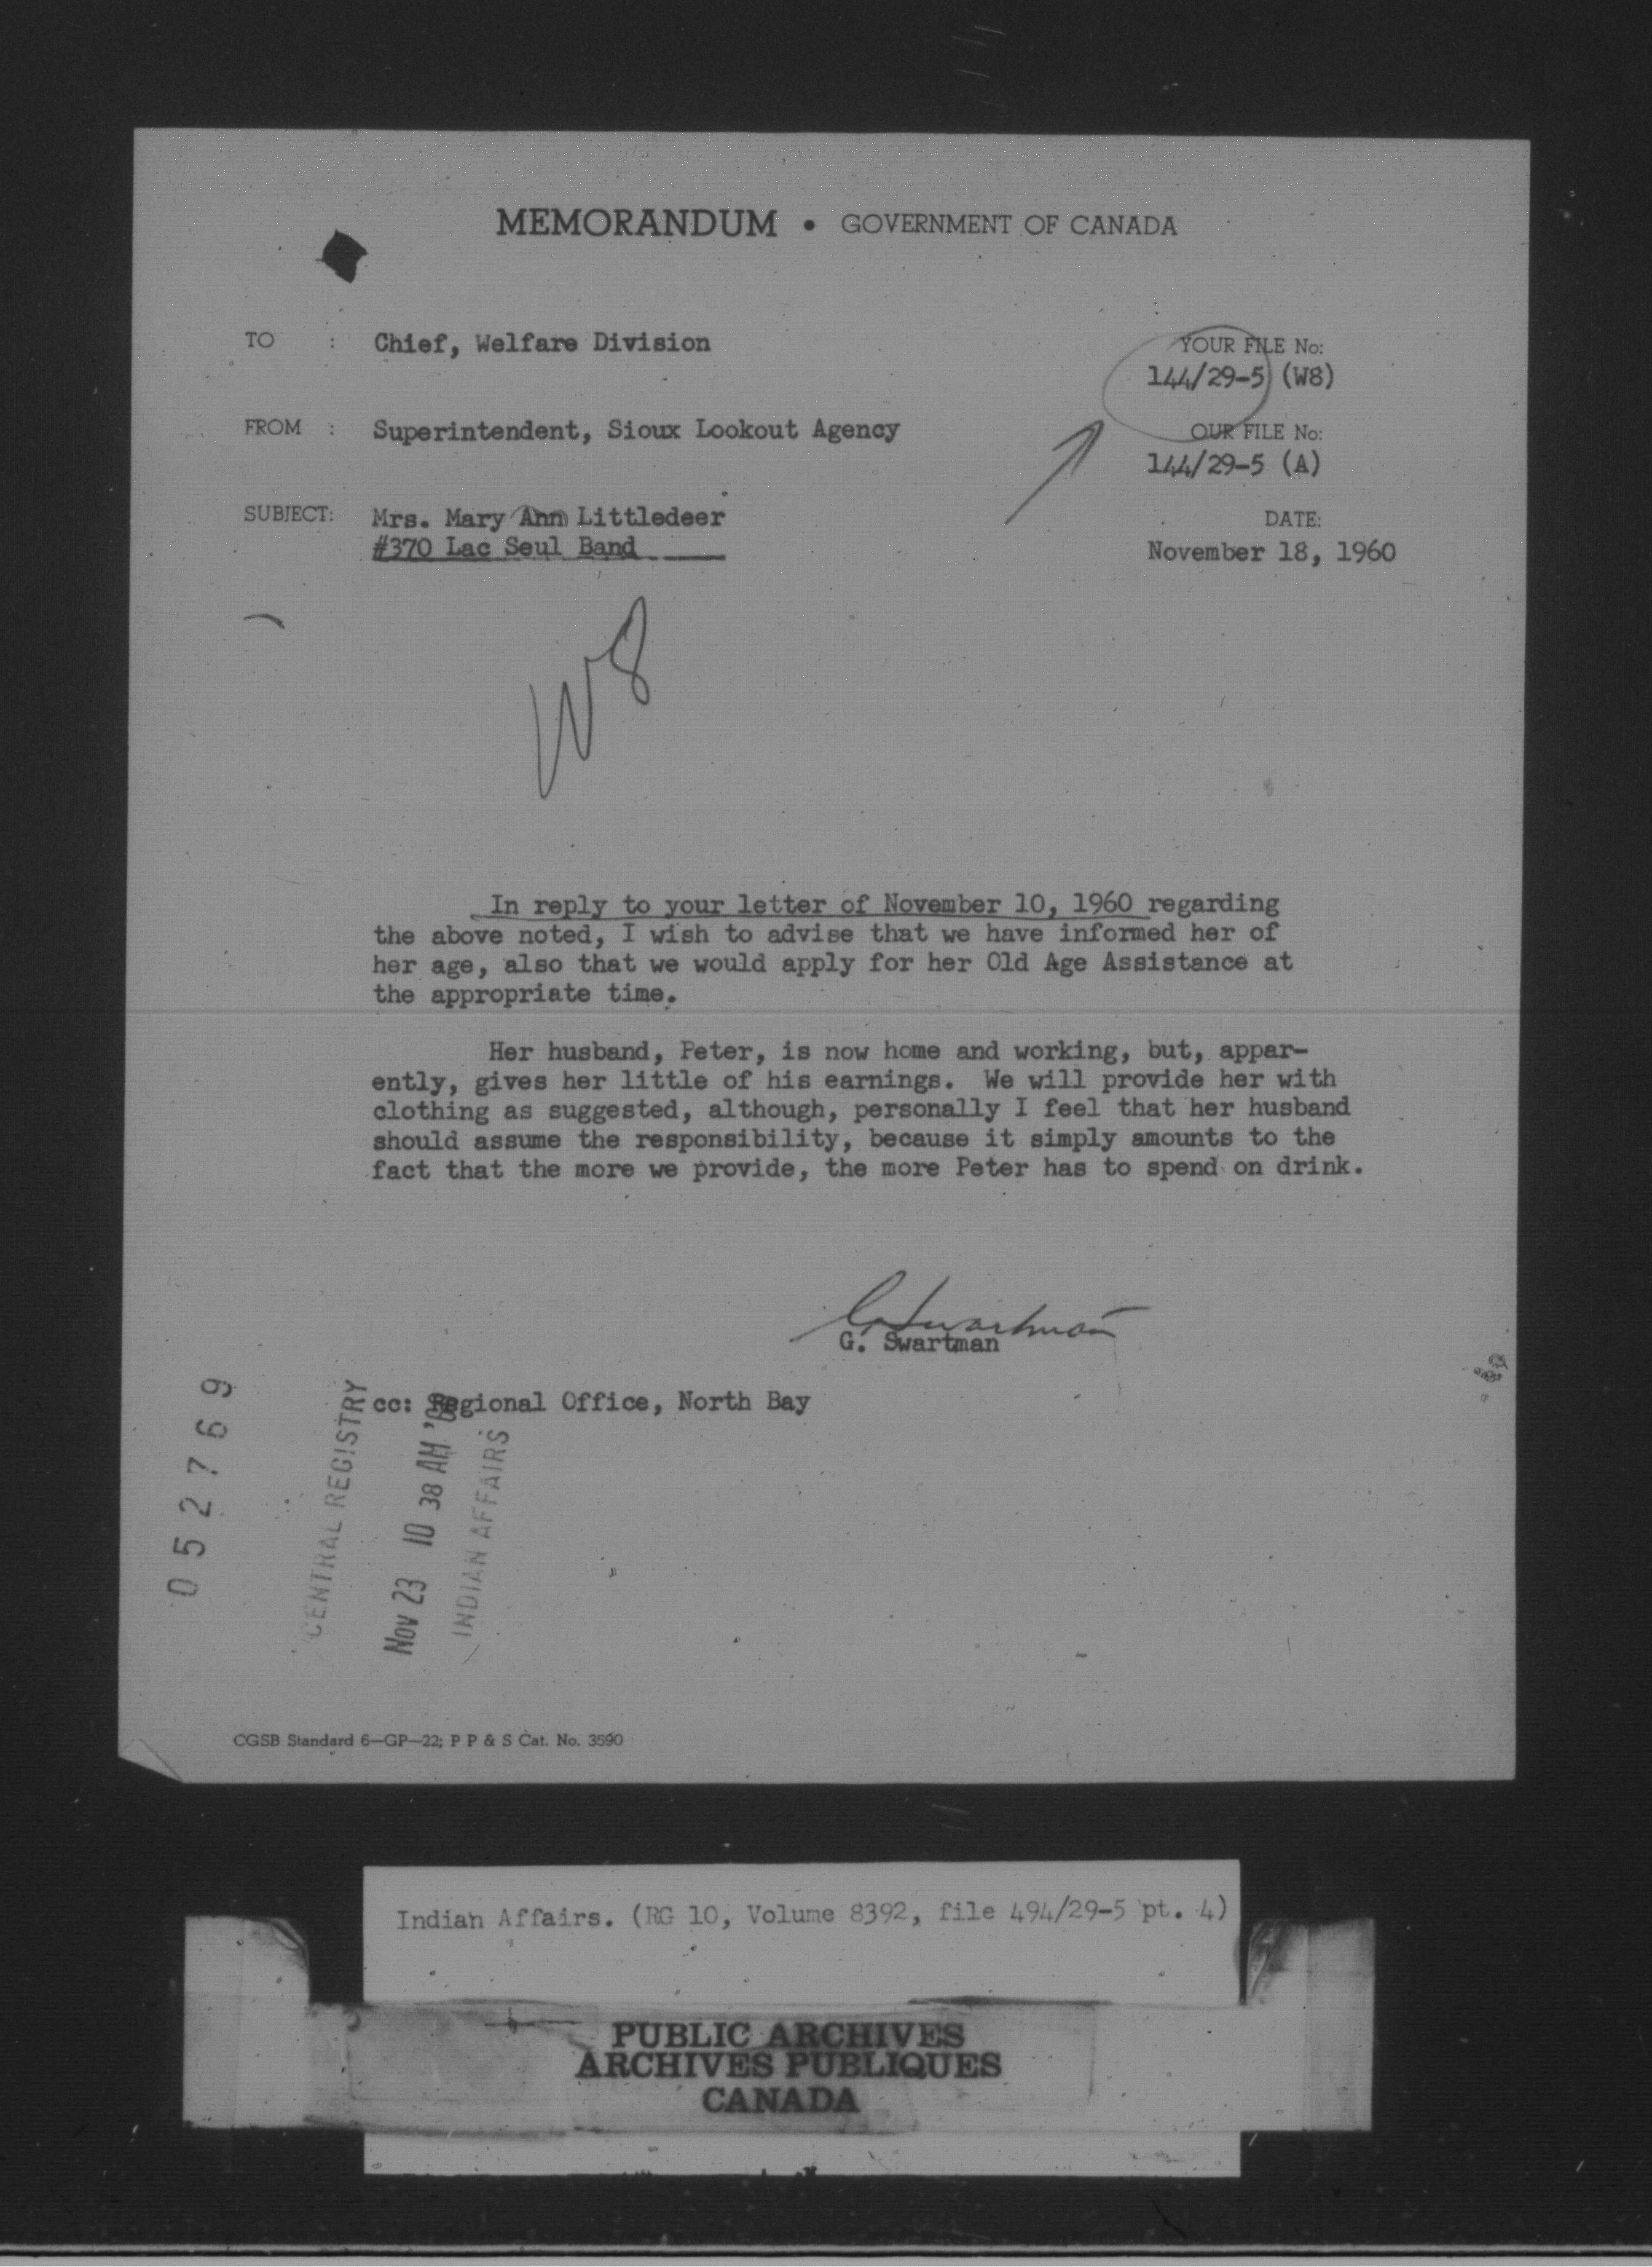 MEMORANDUM • GOVERNMENT OF CANADA
TO : Chief, Welfare Division
YOUR FILE No:
144/29-5 (W8)
FROM : Superintendent, Sioux Lookout Agency
OUR FILE No:
144/29-5 (A)
SUBJECT: Mrs. Mary Ann Littledeer
#370 Lac Seul Band
DATE:
November 18, 1960
W8
In reply to your letter of November 10, 1960 regarding
the above noted, I wish to advise that we have informed her of
her age, also that we would apply for her Old Age Assistance at
the appropriate time.
Her husband, Peter, is now home and working, but, appar-
ently, gives her little of his earnings. We will provide her with
clothing as suggested, although, personally I feel that her husband
should assume the responsibility, because it simply amounts to the
fact that the more we provide, the more Peter has to spend on drink.
G. Swartman
G. Swartman
cc: Regional Office, North Bay
052769
CENTRAL REGISTRY
Nov 23 10 38 AM '60
INDIAN AFFAIRS
CGSB Standard 6—GP—22; P P & S Cat. No. 3590
Indian Affairs. (RG 10, Volume 8392, file 494/29-5 pt. 4)
PUBLIC ARCHIVES
ARCHIVES PUBLIQUES
CANADA